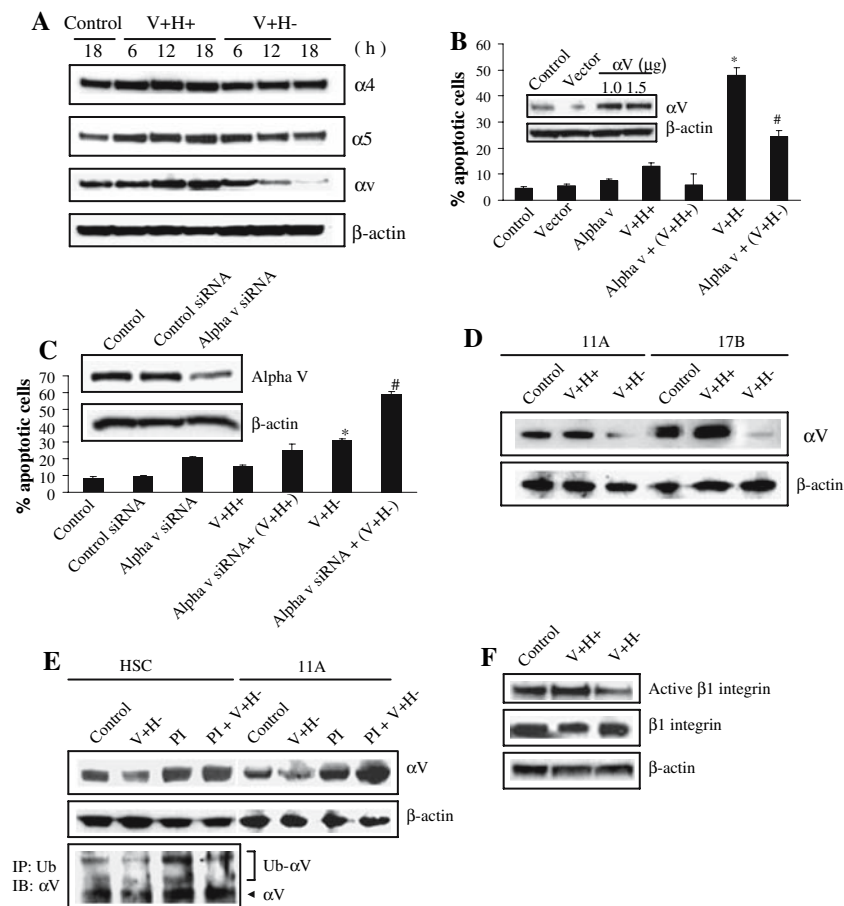 A
Control V+H+ V+H-
18 6 12 18 6 12 18 ( h )
α4
α5
αv
β-actin
B
% apoptotic cells
60
50
40
30
20
10
0
Control
Vector
αV (µg)
1.0 1.5
αV
β-actin
*
#
Control
Vector
Alpha v
V+H+
Alpha v + (V+H+)
V+H-
Alpha v + (V+H-)
C
Control
Control siRNA
Alpha v siRNA
Alpha V
β-actin
% apoptotic cells
70
60
50
40
30
20
10
0
*
#
Control
Control siRNA
Alpha v siRNA
V+H+
Alpha v siRNA+ (V+H+)
V+H-
Alpha v siRNA + (V+H-)
D
11A 17B
Control
V+H+
V+H-
Control
V+H+
V+H-
αV
β-actin
E
HSC 11A
Control
V+H-
PI
PI + V+H-
Control
V+H-
PI
PI + V+H-
αV
β-actin
IP: Ub
IB: αV
Ub-αV
αV
F
Control
V+H+
V+H-
Active β1 integrin
β1 integrin
β-actin